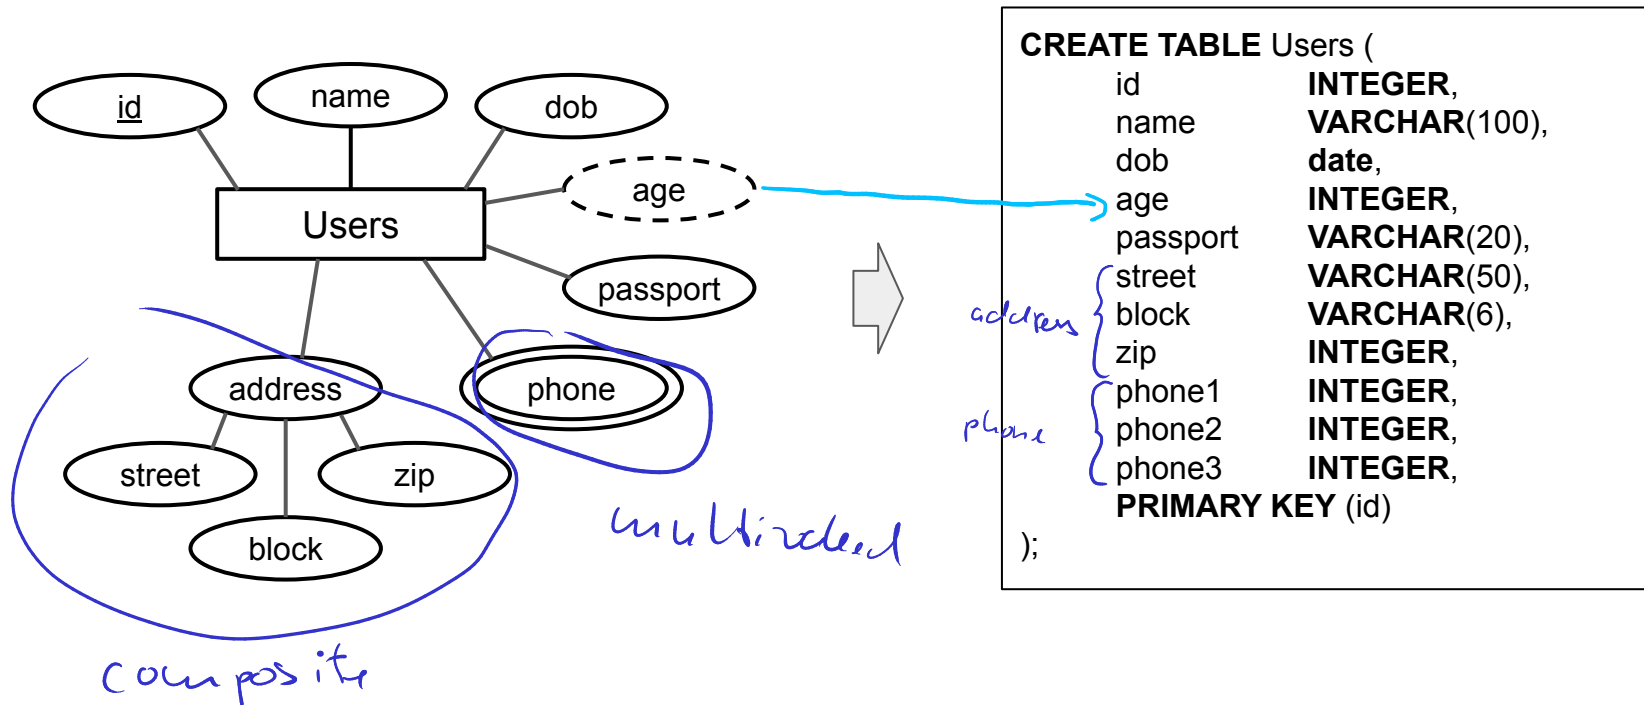 id
name
dob
age
Users
passport
address
phone
street
zip
block
multivalued
composite
CREATE TABLE Users (
id INTEGER,
name VARCHAR(100),
dob date,
age INTEGER,
passport VARCHAR(20),
street VARCHAR(50),
address
block VARCHAR(6),
zip INTEGER,
phone1 INTEGER,
phone
phone2 INTEGER,
phone3 INTEGER,
PRIMARY KEY (id)
);